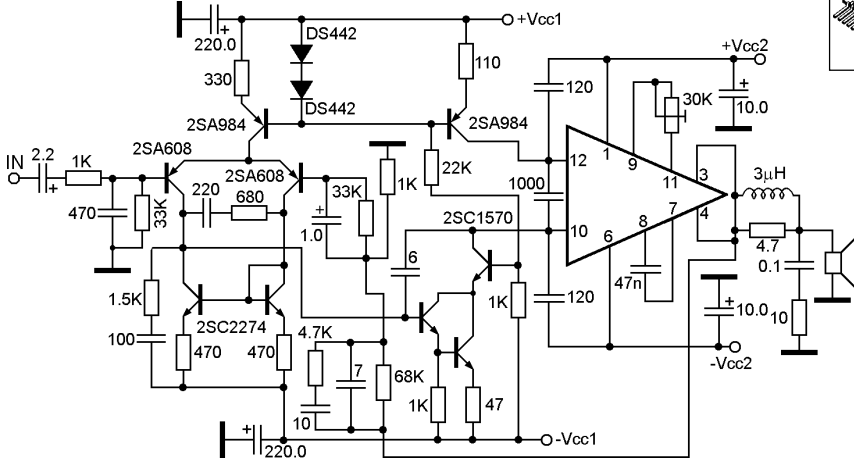 +Vcc1
DS442
220.0
+
330
110
+Vcc2
DS442
120
30K
+
10.0
2SA984
2SA984
2SA608
IN
2.2
1K
+
2SA608
1
9
12
11
3
3μH
22K
1K
33K
220
680
1000
470
33K
+
1.0
2SC1570
10
6
8
7
4
4.7
0.1
6
47n
1.5K
1K
120
+
10.0
10
100
2SC2274
4.7K
470
470
7
68K
-Vcc2
10
1K
47
+
220.0
-Vcc1